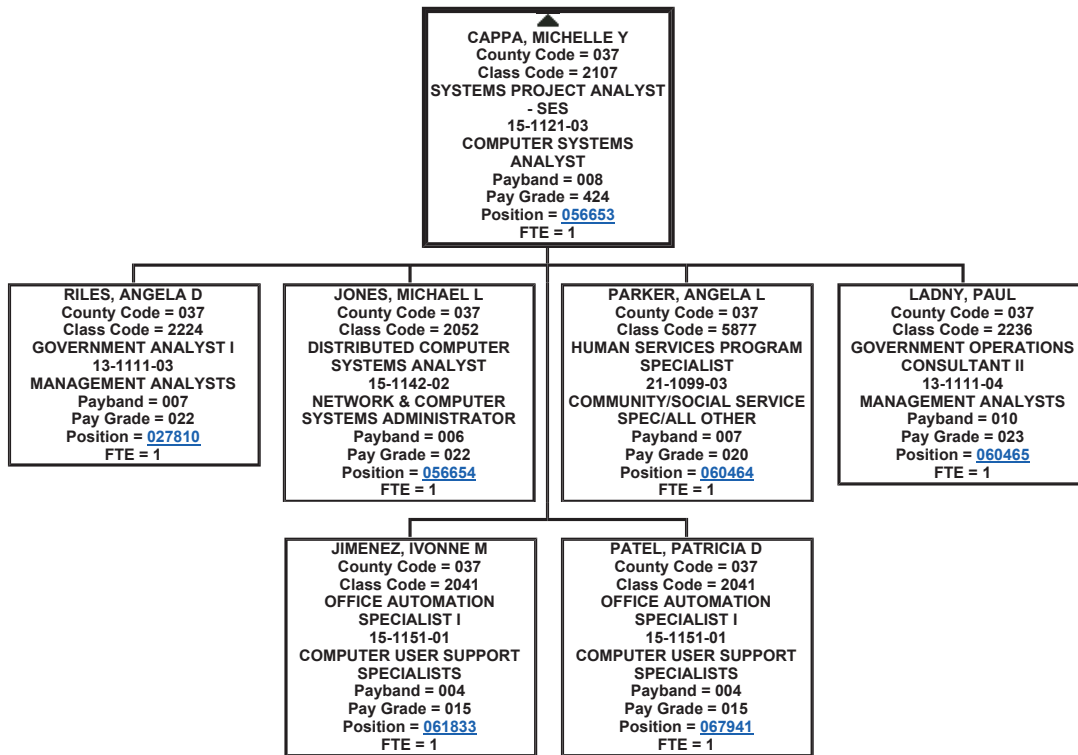 CAPPA, MICHELLE Y
County Code = 037
Class Code = 2107
SYSTEMS PROJECT ANALYST
- SES
15-1121-03
COMPUTER SYSTEMS
ANALYST
Payband = 008
Pay Grade = 424
Position = 056653
FTE = 1
RILES, ANGELA D
County Code = 037
Class Code = 2224
GOVERNMENT ANALYST I
13-1111-03
MANAGEMENT ANALYSTS
Payband = 007
Pay Grade = 022
Position = 027810
FTE = 1
JONES, MICHAEL L
County Code = 037
Class Code = 2052
DISTRIBUTED COMPUTER
SYSTEMS ANALYST
15-1142-02
NETWORK & COMPUTER
SYSTEMS ADMINISTRATOR
Payband = 006
Pay Grade = 022
Position = 056654
FTE = 1
PARKER, ANGELA L
County Code = 037
Class Code = 5877
HUMAN SERVICES PROGRAM
SPECIALIST
21-1099-03
COMMUNITY/SOCIAL SERVICE
SPEC/ALL OTHER
Payband = 007
Pay Grade = 020
Position = 060464
FTE = 1
LADNY, PAUL
County Code = 037
Class Code = 2236
GOVERNMENT OPERATIONS
CONSULTANT II
13-1111-04
MANAGEMENT ANALYSTS
Payband = 010
Pay Grade = 023
Position = 060465
FTE = 1
JIMENEZ, IVONNE M
County Code = 037
Class Code = 2041
OFFICE AUTOMATION
SPECIALIST I
15-1151-01
COMPUTER USER SUPPORT
SPECIALISTS
Payband = 004
Pay Grade = 015
Position = 061833
FTE = 1
PATEL, PATRICIA D
County Code = 037
Class Code = 2041
OFFICE AUTOMATION
SPECIALIST I
15-1151-01
COMPUTER USER SUPPORT
SPECIALISTS
Payband = 004
Pay Grade = 015
Position = 067941
FTE = 1